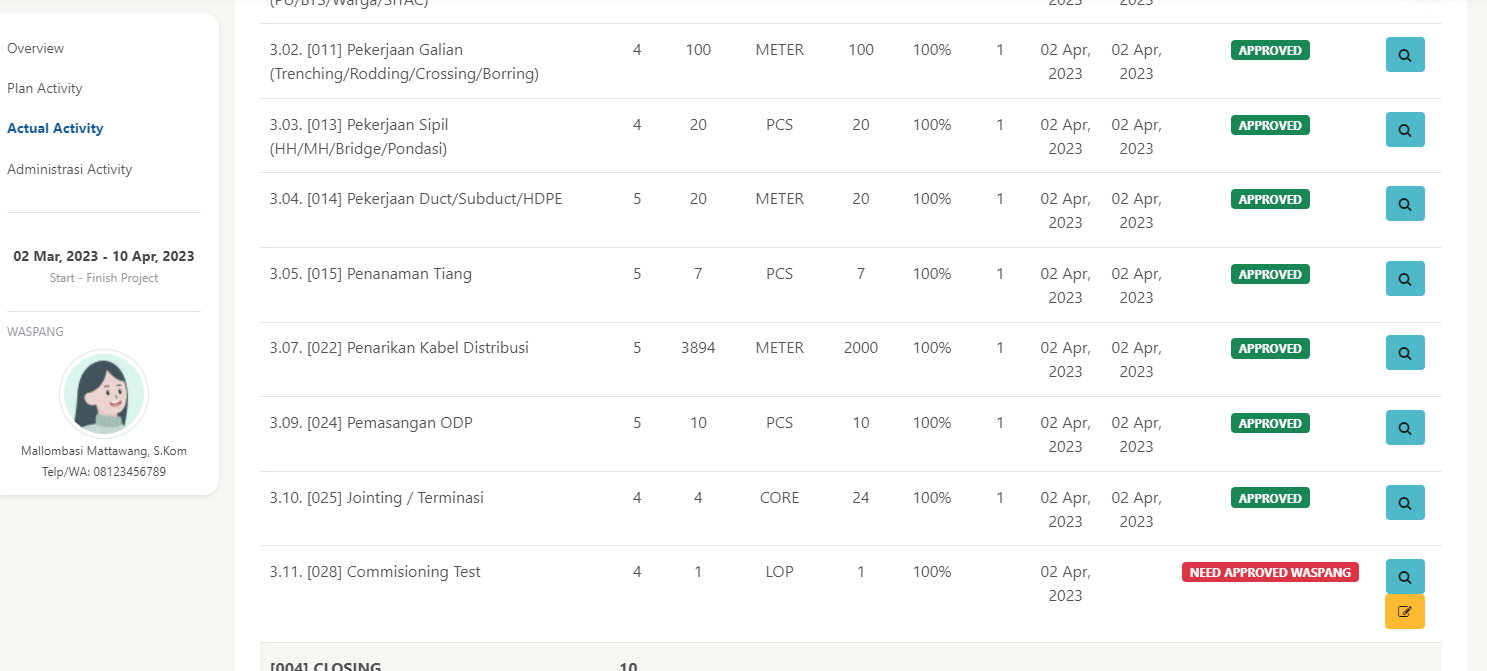 (PU/BTS/Warga/SITAC) 2023 2023
Overview
Plan Activity
Actual Activity
Administrasi Activity
02 Mar, 2023 - 10 Apr, 2023
Start - Finish Project
WASPANG
Mallombasi Mattawang, S.Kom
Telp/WA: 08123456789
3.02. [011] Pekerjaan Galian 4 100 METER 100 100% 1 02 Apr, 02 Apr, APPROVED
(Trenching/Rodding/Crossing/Borring) 2023 2023
3.03. [013] Pekerjaan Sipil 4 20 PCS 20 100% 1 02 Apr, 02 Apr, APPROVED
(HH/MH/Bridge/Pondasi) 2023 2023
3.04. [014] Pekerjaan Duct/Subduct/HDPE 5 20 METER 20 100% 1 02 Apr, 02 Apr, APPROVED
2023 2023
3.05. [015] Penanaman Tiang 5 7 PCS 7 100% 1 02 Apr, 02 Apr, APPROVED
2023 2023
3.07. [022] Penarikan Kabel Distribusi 5 3894 METER 2000 100% 1 02 Apr, 02 Apr, APPROVED
2023 2023
3.09. [024] Pemasangan ODP 5 10 PCS 10 100% 1 02 Apr, 02 Apr, APPROVED
2023 2023
3.10. [025] Jointing / Terminasi 4 4 CORE 24 100% 1 02 Apr, 02 Apr, APPROVED
2023 2023
3.11. [028] Commisioning Test 4 1 LOP 1 100% 02 Apr, NEED APPROVED WASPANG
2023
[004] CLOSING 10